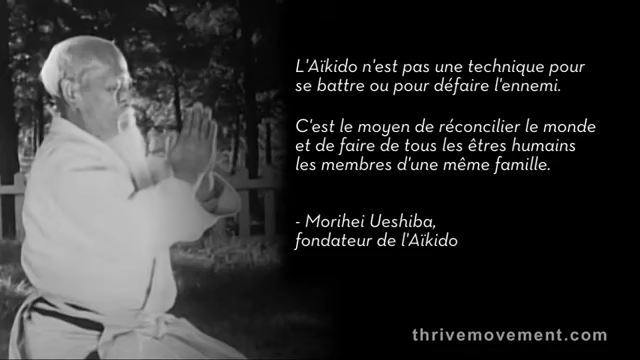 L'Aïkido n'est pas une technique pour
se battre ou pour défaire l'ennemi.
C'est le moyen de réconcilier le monde
et de faire de tous les êtres humains
les membres d'une même famille.
- Morihei Ueshiba,
fondateur de l'Aïkido
thrivemovement.com